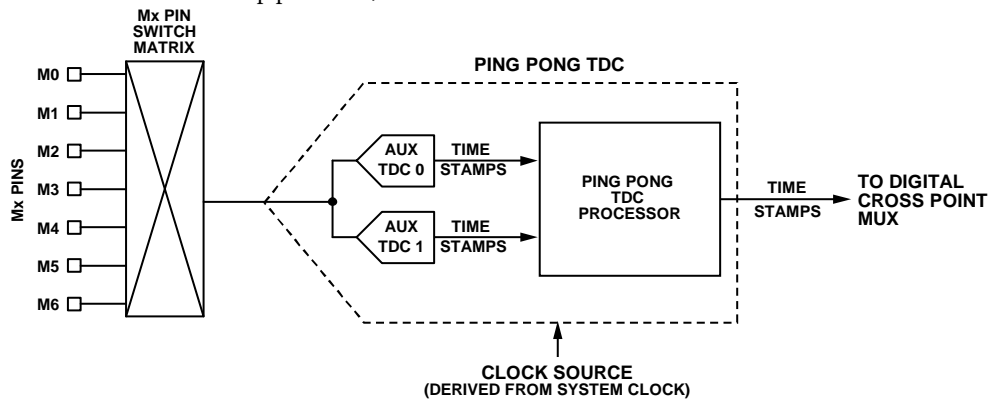 Mx PIN
SWITCH
MATRIX
M0
M1
M2
M3
M4
M5
M6
Mx PINS
PING PONG TDC
AUX
TDC 0
TIME
STAMPS
AUX
TDC 1
TIME
STAMPS
PING PONG
TDC
PROCESSOR
TIME
STAMPS
TO DIGITAL
CROSS POINT
MUX
CLOCK SOURCE
(DERIVED FROM SYSTEM CLOCK)